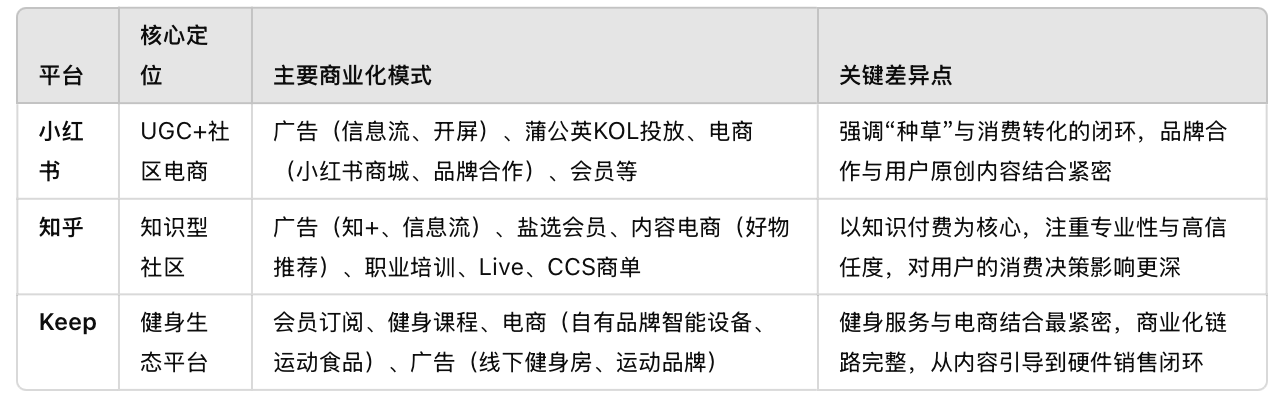 平台
核心定
位
主要商业化模式
关键差异点
小红
书
UGC+社
区电商
广告（信息流、开屏）、蒲公英KOL投放、电商
（小红书商城、品牌合作）、会员等
强调“种草”与消费转化的闭环，品牌合
作与用户原创内容结合紧密
知乎
知识型
社区
广告（知+、信息流）、盐选会员、内容电商（好物
推荐）、职业培训、Live、CCS商单
以知识付费为核心，注重专业性与高信
任度，对用户的消费决策影响更深
Keep
健身生
态平台
会员订阅、健身课程、电商（自有品牌智能设备、
运动食品）、广告（线下健身房、运动品牌）
健身服务与电商结合最紧密，商业化链
路完整，从内容引导到硬件销售闭环